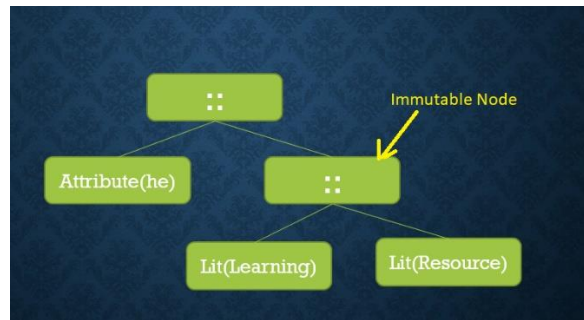 ::
Immutable Node
Attribute(he)
::
Lit(Learning)
Lit(Resource)